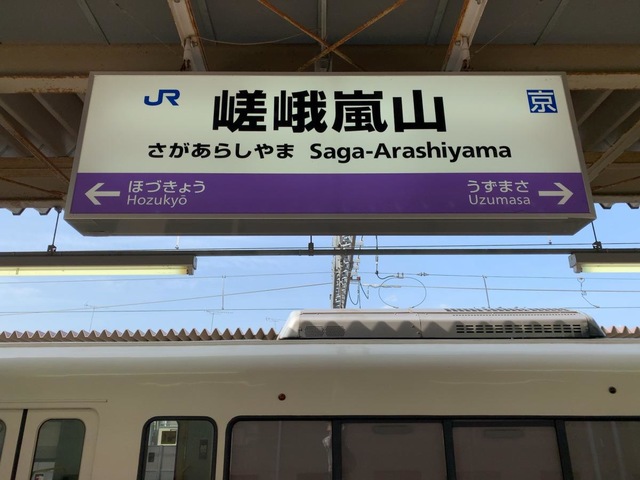 JR 嵯峨嵐山 京
さがあらしやま Saga-Arashiyama
← ほづきょう うずまさ →
Hozukyō Uzumasa